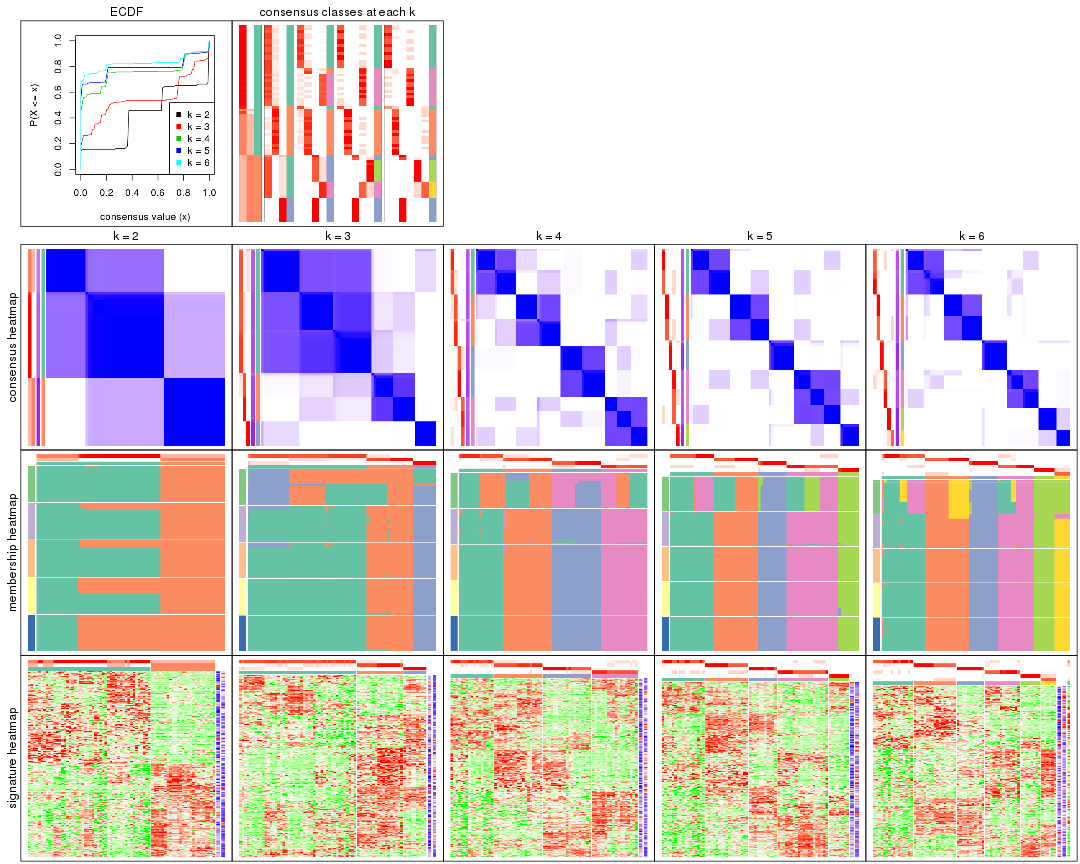 ECDF
consensus classes at each k
P(X <= x)
0.0 0.2 0.4 0.6 0.8 1.0
k = 2
k = 3
k = 4
k = 5
k = 6
0.0 0.2 0.4 0.6 0.8 1.0
consensus value (x)
k = 2
k = 3
k = 4
k = 5
k = 6
consensus heatmap
membership heatmap
signature heatmap